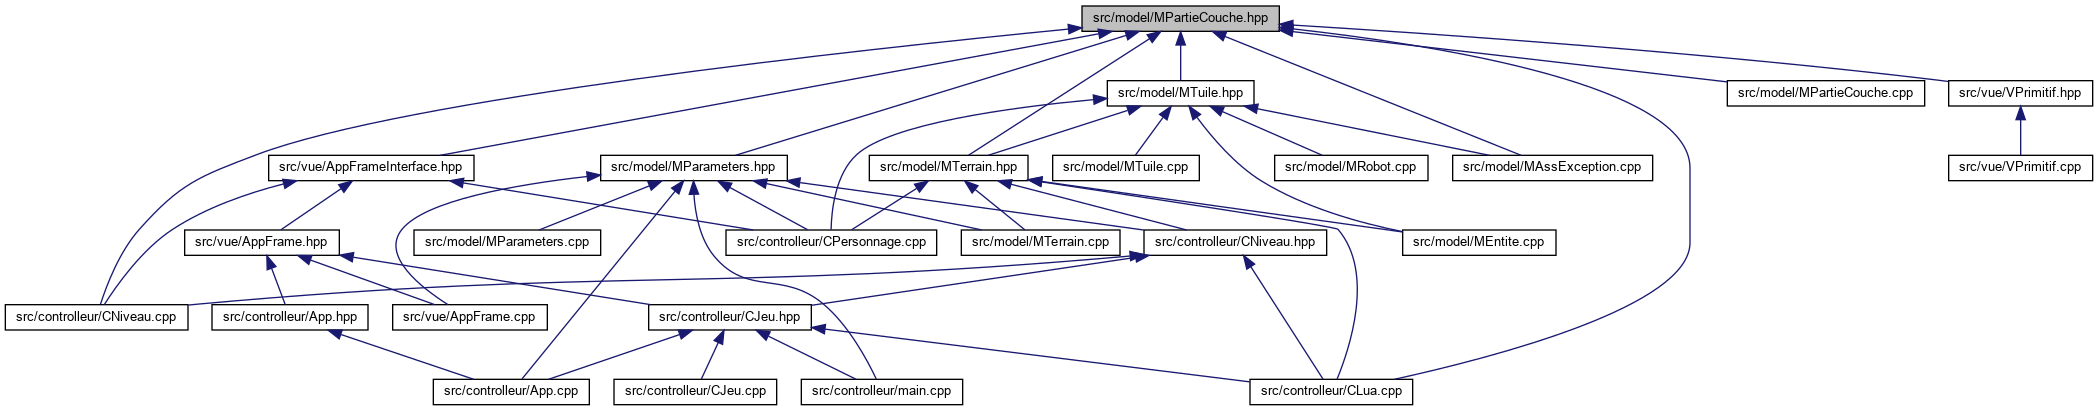 src/model/MPartieCouche.hpp
src/model/MTuile.hpp
src/model/MPartieCouche.cpp
src/vue/VPrimitif.hpp
src/vue/AppFrameInterface.hpp
src/model/MParameters.hpp
src/model/MTerrain.hpp
src/model/MTuile.cpp
src/model/MRobot.cpp
src/model/MAssException.cpp
src/vue/VPrimitif.cpp
src/vue/AppFrame.hpp
src/model/MParameters.cpp
src/controlleur/CPersonnage.cpp
src/model/MTerrain.cpp
src/controlleur/CNiveau.hpp
src/model/MEntite.cpp
src/controlleur/CNiveau.cpp
src/controlleur/App.hpp
src/vue/AppFrame.cpp
src/controlleur/CJeu.hpp
src/controlleur/App.cpp
src/controlleur/CJeu.cpp
src/controlleur/main.cpp
src/controlleur/CLua.cpp